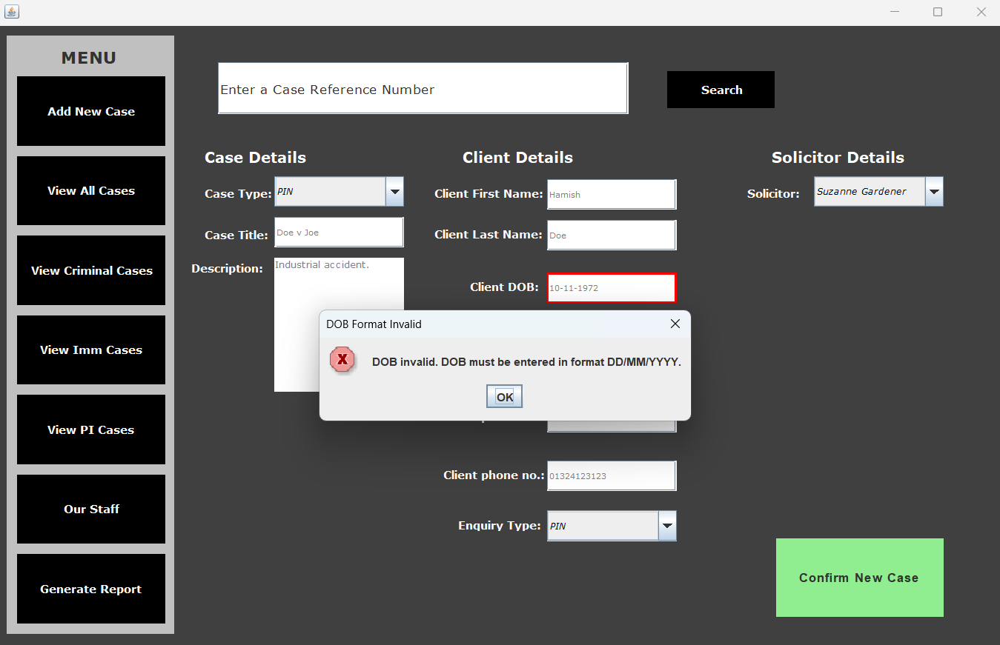 MENU
Add New Case
View All Cases
View Criminal Cases
View Imm Cases
View PI Cases
Our Staff
Generate Report
Enter a Case Reference Number
Search
Case Details
Case Type: PIN
Case Title: Doe v Joe
Description: Industrial accident.
Client Details
Client First Name: Hamish
Client Last Name: Doe
Client DOB: 10-11-1972
DOB Format Invalid
DOB invalid. DOB must be entered in format DD/MM/YYYY.
OK
Client phone no.: 01324123123
Enquiry Type: PIN
Solicitor Details
Solicitor: Suzanne Gardener
Confirm New Case